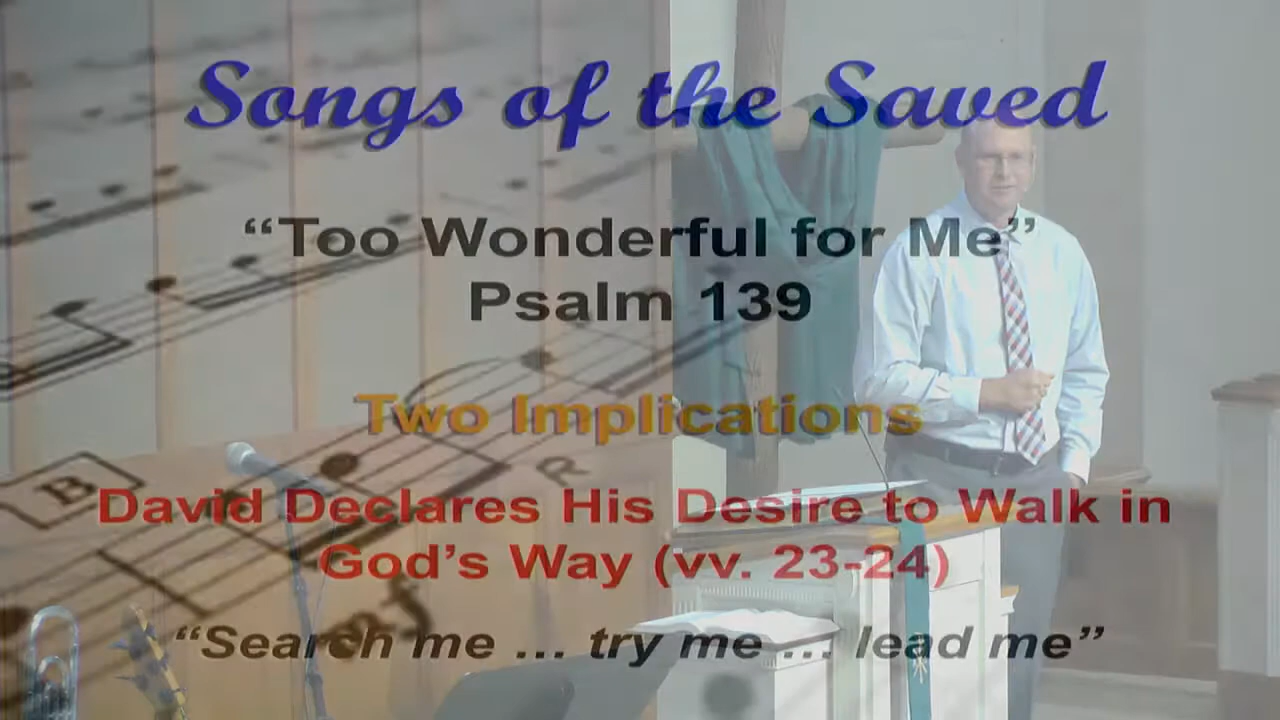 Songs of the Saved
“Too Wonderful for Me”
Psalm 139
Two Implications
David Declares His Desire to Walk in
God’s Way (vv. 23-24)
“Search me … try me … lead me”
B
R
mf